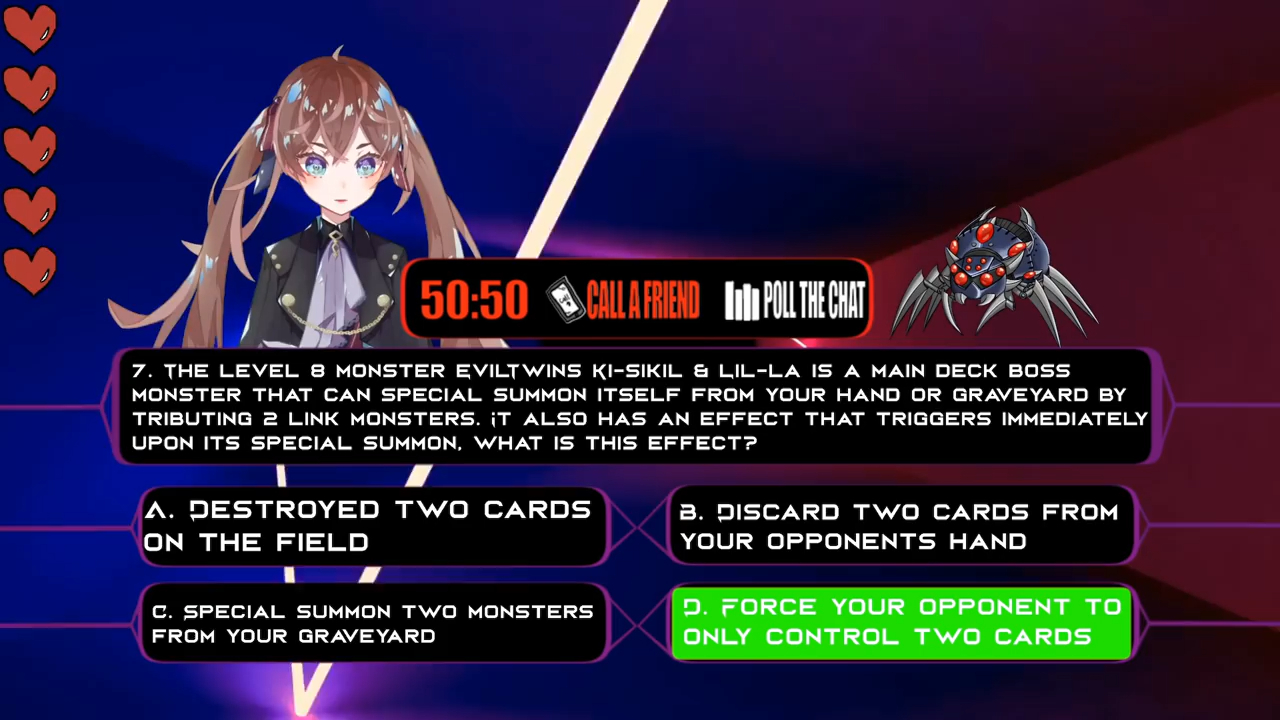 50:50 CALL A FRIEND POLL THE CHAT
7. THE LEVEL 8 MONSTER EVILTWINS KI-SIKIL & LIL-LA IS A MAIN DECK BOSS
MONSTER THAT CAN SPECIAL SUMMON ITSELF FROM YOUR HAND OR GRAVEYARD BY
TRIBUTING 2 LINK MONSTERS. IT ALSO HAS AN EFFECT THAT TRIGGERS IMMEDIATELY
UPON ITS SPECIAL SUMMON, WHAT IS THIS EFFECT?
A. DESTROYED TWO CARDS
ON THE FIELD
B. DISCARD TWO CARDS FROM
YOUR OPPONENTS HAND
C. SPECIAL SUMMON TWO MONSTERS
FROM YOUR GRAVEYARD
D. FORCE YOUR OPPONENT TO
ONLY CONTROL TWO CARDS